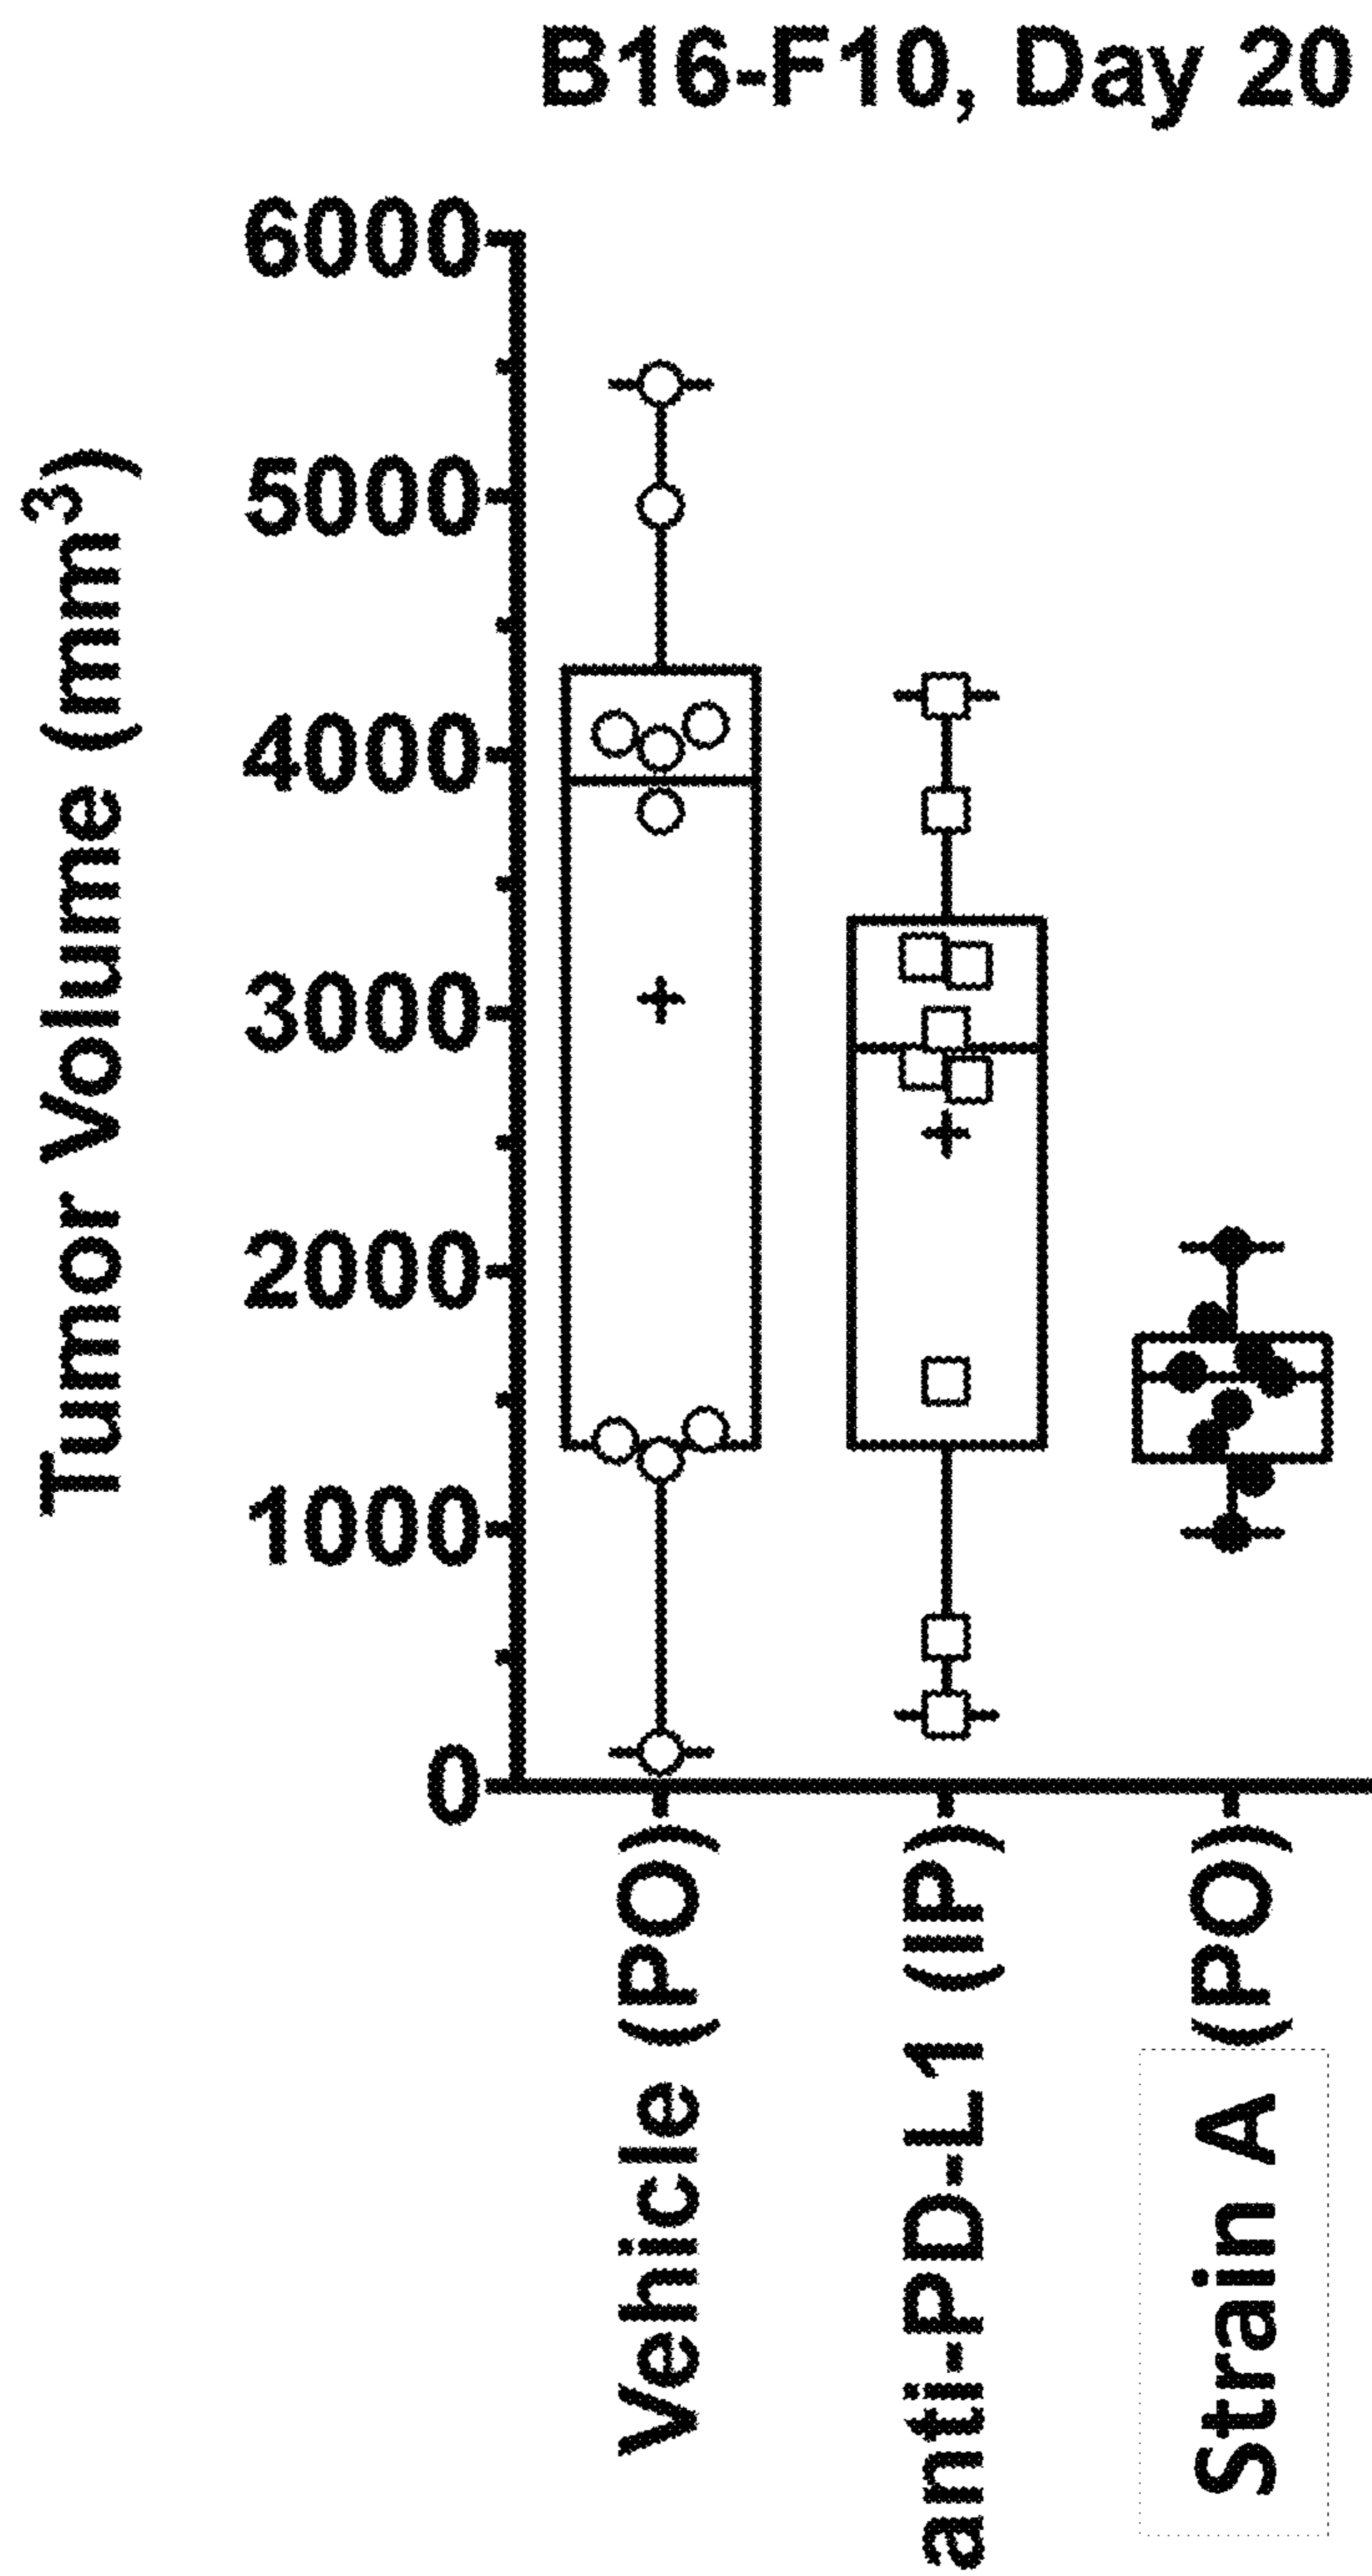 B16-F10, Day 20
Tumor Volume (mm³)
6000
5000
4000
3000
2000
1000
0
Vehicle (PO)
anti-PD-L1 (IP)
Strain A (PO)